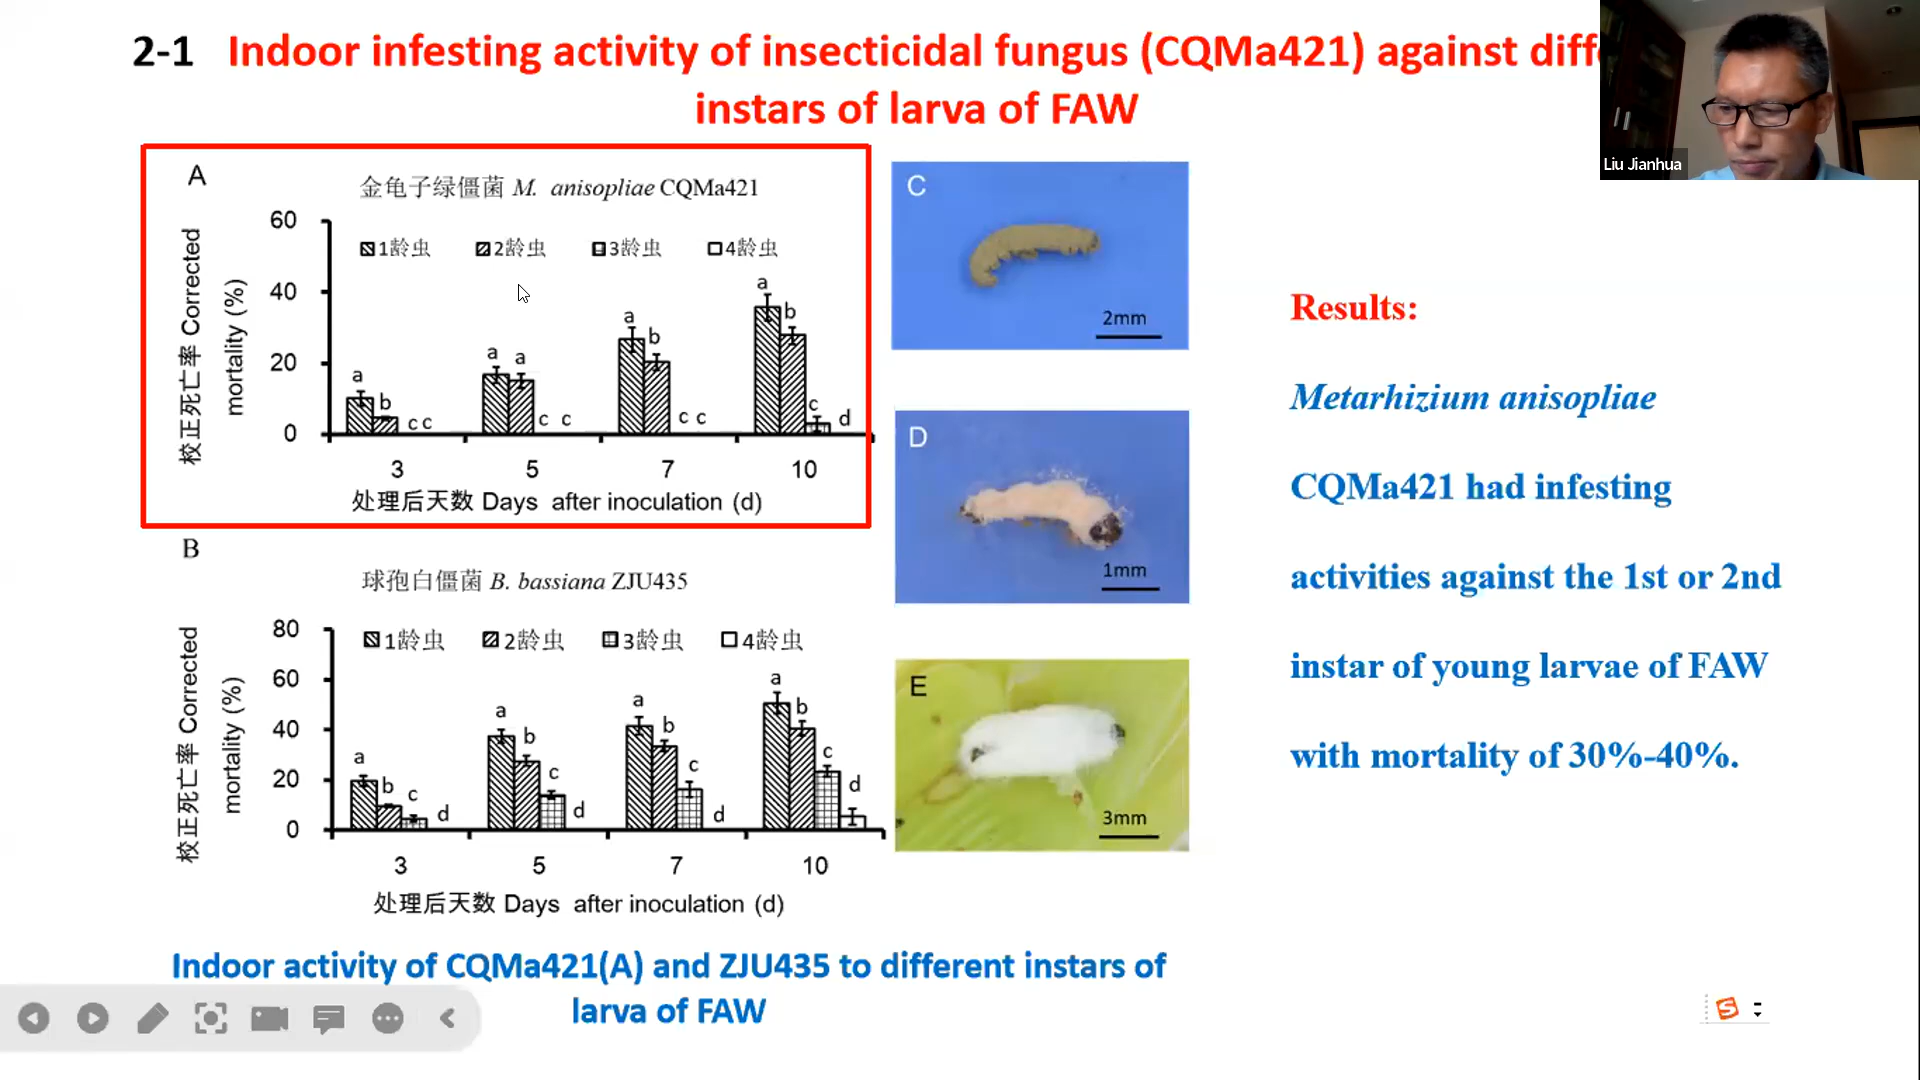 2-1 Indoor infesting activity of insecticidal fungus (CQMa421) against diff
instars of larva of FAW
Liu Jianhua
A
金龟子绿僵菌 M. anisopliae CQMa421
校正死亡率 Corrected
mortality (%)
60
40
20
0
1龄虫 2龄虫 3龄虫 4龄虫
a b c c
a a c c
a b c c
a b c d
3 5 7 10
处理后天数 Days after inoculation (d)
B
球孢白僵菌 B. bassiana ZJU435
校正死亡率 Corrected
mortality (%)
80
60
40
20
0
1龄虫 2龄虫 3龄虫 4龄虫
a b c d
a b c d
a b c d
a b c d
3 5 7 10
处理后天数 Days after inoculation (d)
C
2mm
D
1mm
E
3mm
Results:
Metarhizium anisopliae
CQMa421 had infesting
activities against the 1st or 2nd
instar of young larvae of FAW
with mortality of 30%-40%.
Indoor activity of CQMa421(A) and ZJU435 to different instars of
larva of FAW